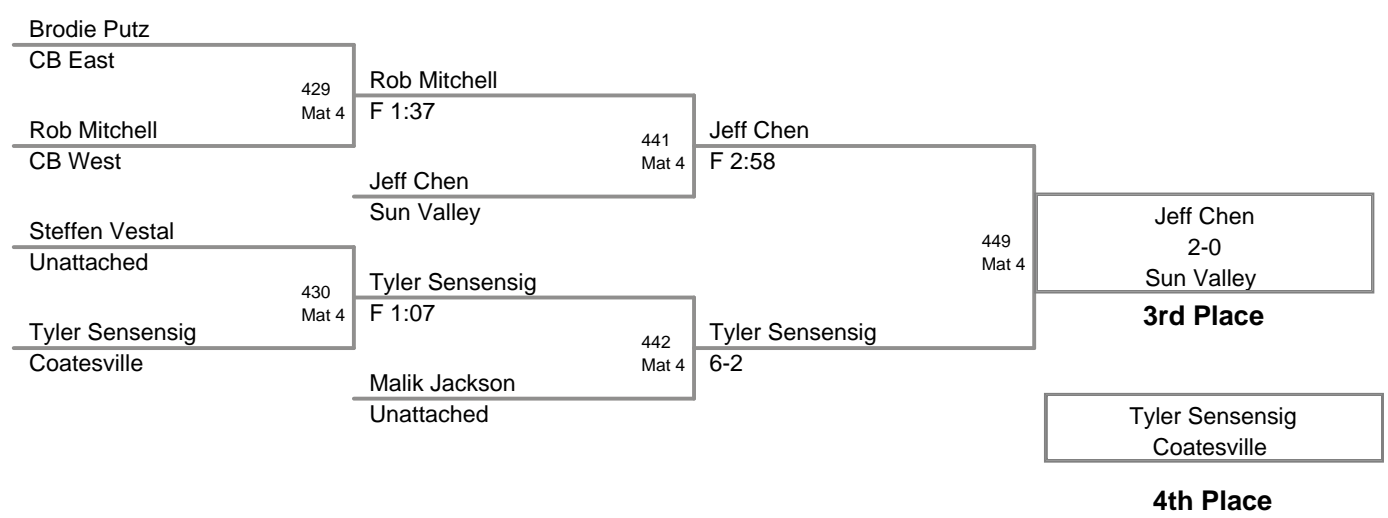 Brodie Putz
CB East
429
Mat 4
Rob Mitchell
CB West
Rob Mitchell
F 1:37
441
Mat 4
Jeff Chen
Sun Valley
Jeff Chen
F 2:58
Steffen Vestal
Unattached
430
Mat 4
Tyler Sensensig
Coatesville
Tyler Sensensig
F 1:07
442
Mat 4
Malik Jackson
Unattached
Tyler Sensensig
6-2
449
Mat 4
Jeff Chen
2-0
Sun Valley
3rd Place
Tyler Sensensig
Coatesville
4th Place